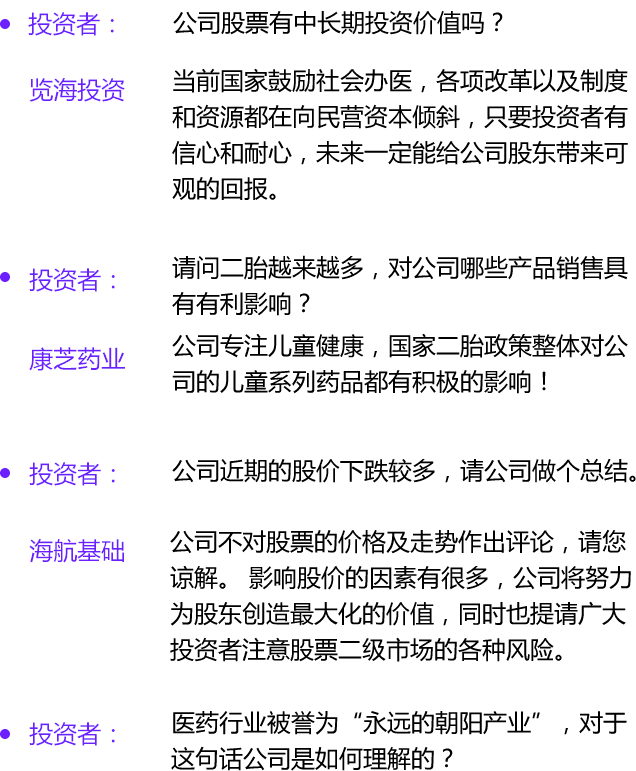 投资者： 公司股票有中长期投资价值吗？
览海投资 当前国家鼓励社会办医，各项改革以及制度
和资源都在向民营资本倾斜，只要投资者有
信心和耐心，未来一定能给公司股东带来可
观的回报。
投资者： 请问二胎越来越多，对公司哪些产品销售具
有有利影响？
康芝药业 公司专注儿童健康，国家二胎政策整体对公
司的儿童系列药品都有积极的影响！
投资者： 公司近期的股价下跌较多，请公司做个总结。
海航基础 公司不对股票的价格及走势作出评论，请您
谅解。 影响股价的因素有很多，公司将努力
为股东创造最大化的价值，同时也提请广大
投资者注意股票二级市场的各种风险。
投资者： 医药行业被誉为“永远的朝阳产业”，对于
这句话公司是如何理解的？